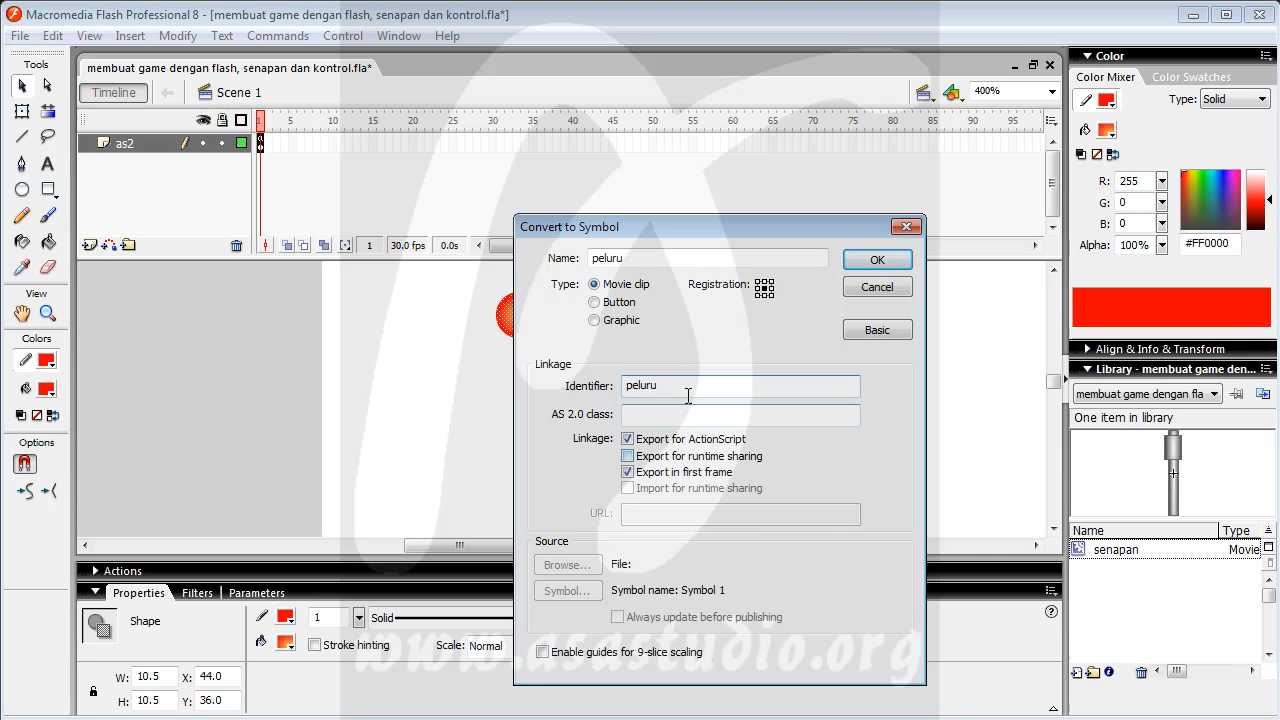 Macromedia Flash Professional 8 - [membuat game dengan flash, senapan dan kontrol.fla*]
File Edit View Insert Modify Text Commands Control Window Help
Tools
View
Colors
Options
membuat game dengan flash, senapan dan kontrol.fla*
Timeline Scene 1 400%
1 5 10 15 20 25 30 35 40 45 50 55 60 65 70 75 80 85 90 95
as2
1 30.0 fps 0.0s
Convert to Symbol
Name: peluru OK
Type: Movie clip Registration: Cancel
Button
Graphic Basic
Linkage
Identifier: peluru
AS 2.0 class:
Linkage: Export for ActionScript
Export for runtime sharing
Export in first frame
Import for runtime sharing
URL:
Source
Browse... File:
Symbol... Symbol name: Symbol 1
Always update before publishing
Enable guides for 9-slice scaling
Actions
Properties Filters Parameters
Shape 1 Solid
Stroke hinting Scale: Normal
W: 10.5 X: 44.0
H: 10.5 Y: 36.0
www.asastudio.org
Color
Color Mixer Color Swatches
Type: Solid
R: 255
G: 0
B: 0
Alpha: 100% #FF0000
Align & Info & Transform
Library - membuat game den...
membuat game dengan fla
One item in library
Name Type
senapan Movie